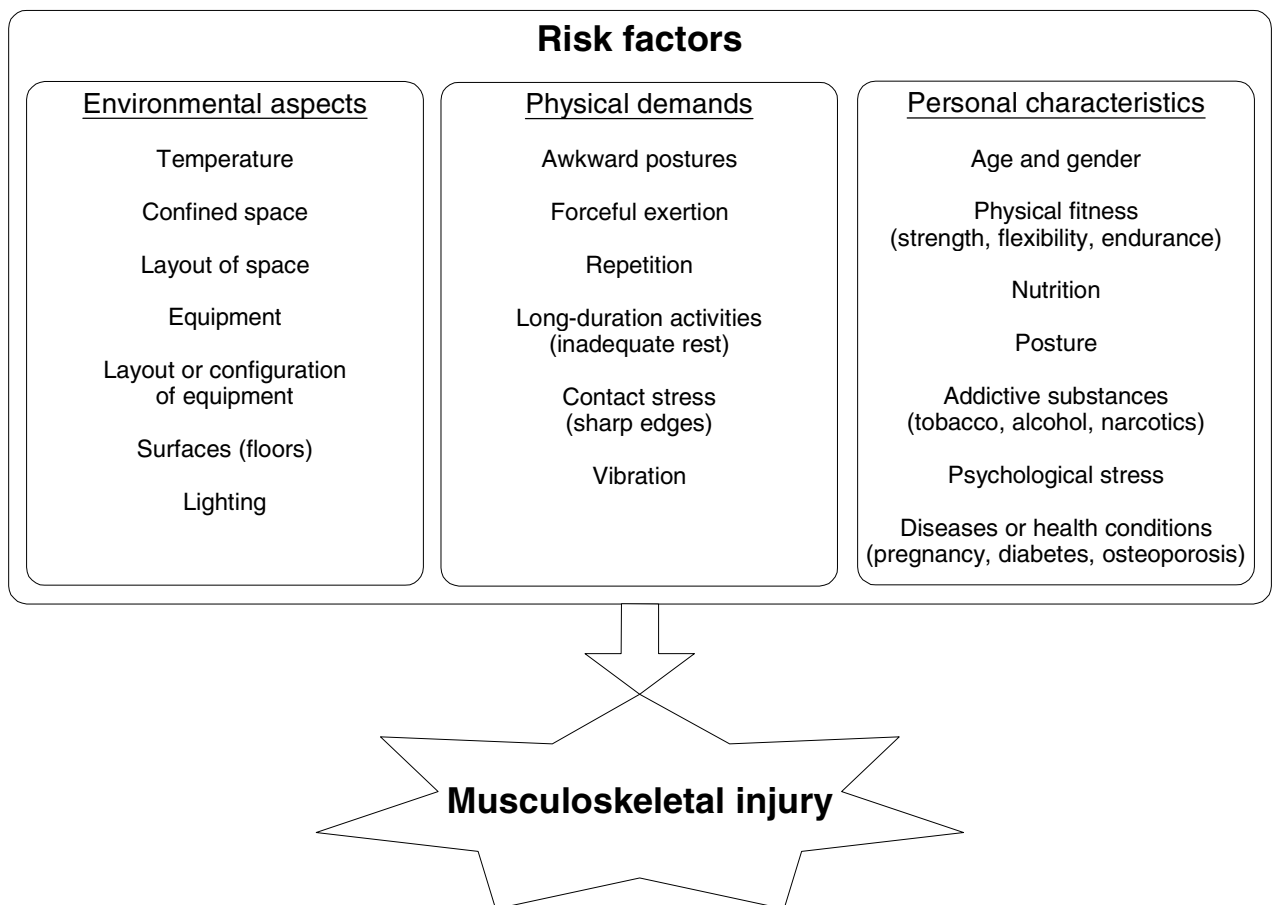 Risk factors
Environmental aspects
Temperature
Confined space
Layout of space
Equipment
Layout or configuration
of equipment
Surfaces (floors)
Lighting
Physical demands
Awkward postures
Forceful exertion
Repetition
Long-duration activities
(inadequate rest)
Contact stress
(sharp edges)
Vibration
Personal characteristics
Age and gender
Physical fitness
(strength, flexibility, endurance)
Nutrition
Posture
Addictive substances
(tobacco, alcohol, narcotics)
Psychological stress
Diseases or health conditions
(pregnancy, diabetes, osteoporosis)
Musculoskeletal injury